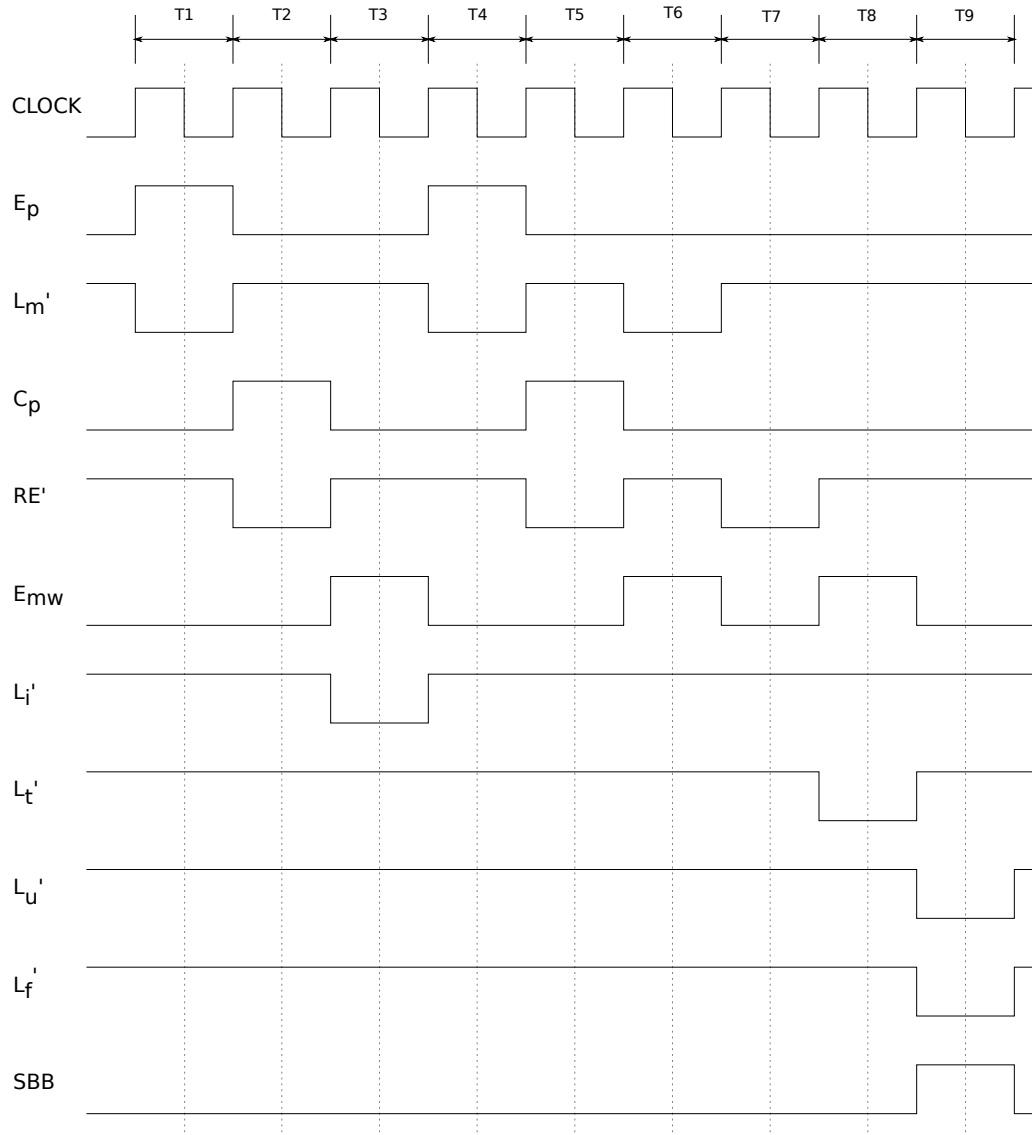 T1 T2 T3 T4 T5 T6 T7 T8 T9
CLOCK
Ep
Lm'
Cp
RE'
Emw
Li'
Lt'
Lu'
Lf'
SBB